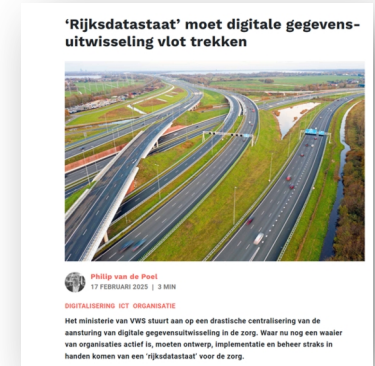 ‘Rijksdatastaat’ moet digitale gegevens-
uitwisseling vlot trekken
Philip van de Poel
17 FEBRUARI 2025 | 3 MIN
DIGITALISERING ICT ORGANISATIE
Het ministerie van VWS stuurt aan op een drastische centralisering van de
aansturing van digitale gegevensuitwisseling in de zorg. Waar nu nog een waaier
van organisaties actief is, moeten ontwerp, implementatie en beheer straks in
handen komen van een ‘rijksdatastaat’ voor de zorg.